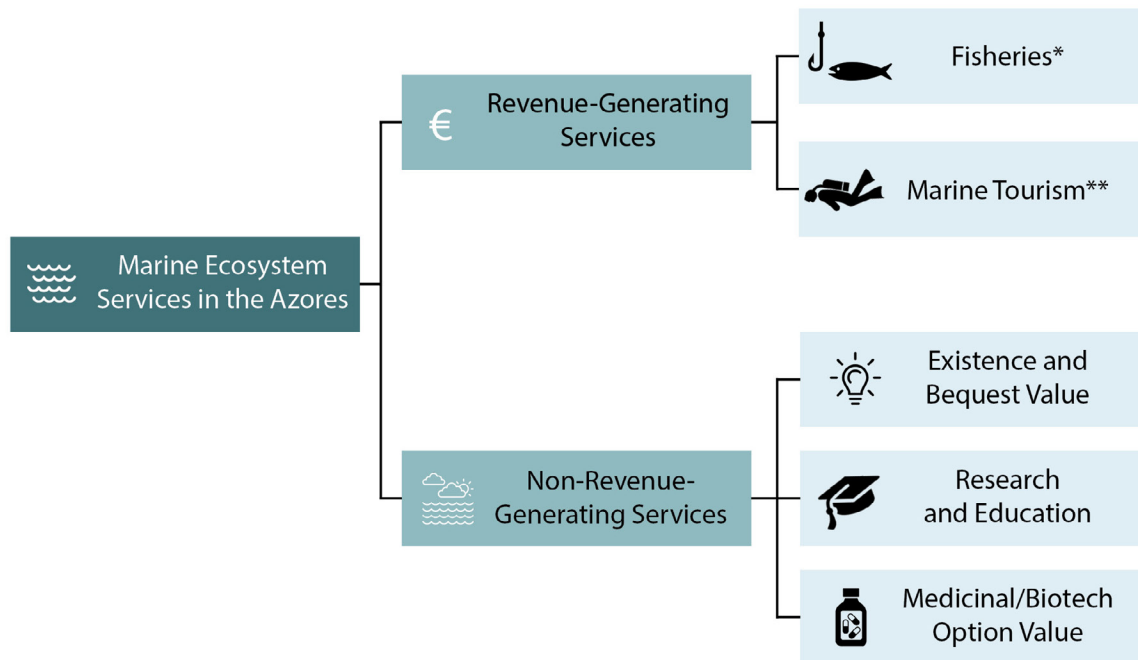 Marine Ecosystem
Services in the Azores
€
Revenue-Generating
Services
Fisheries*
Marine Tourism**
Non-Revenue-
Generating Services
Existence and
Bequest Value
Research
and Education
Medicinal/Biotech
Option Value